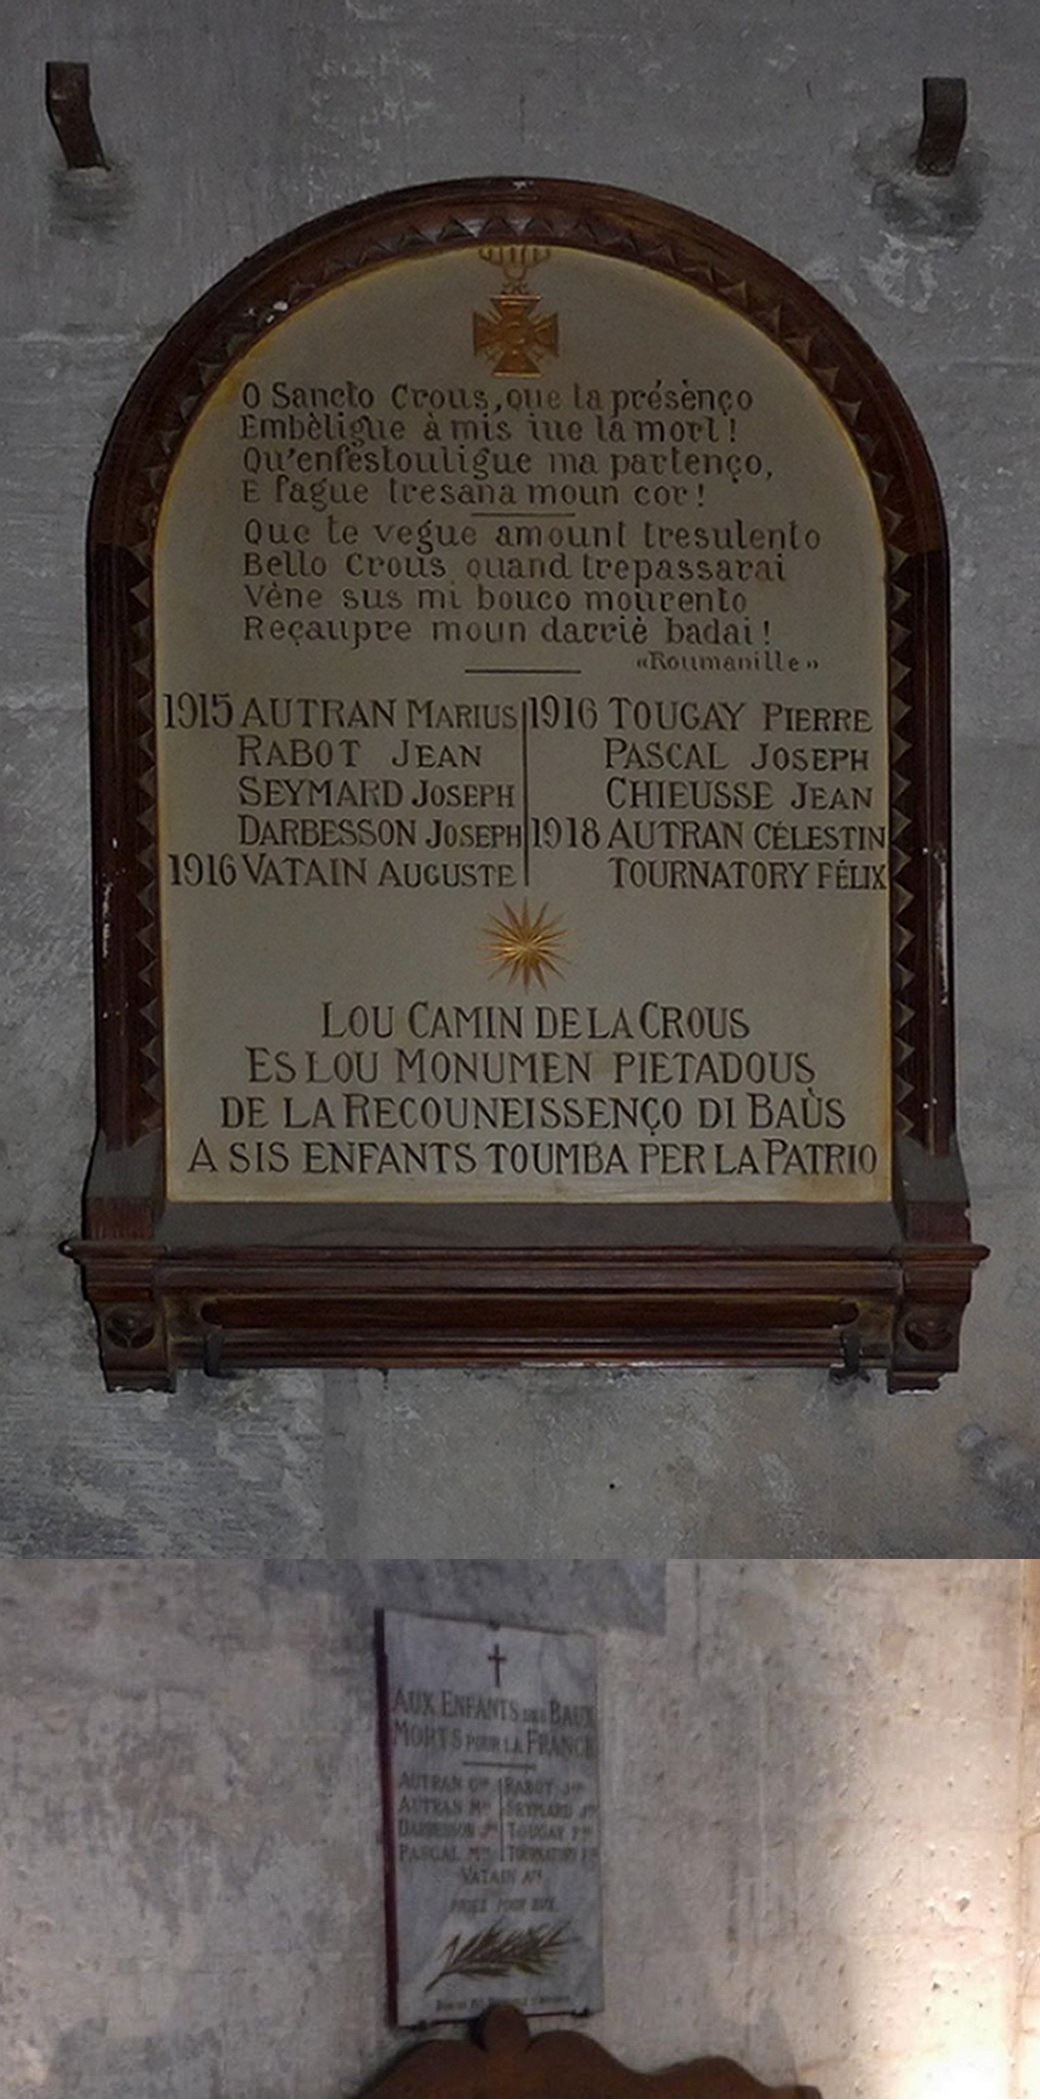 O Sancto Crous, que ta présènço
Embèligue à mis iue la mort !
Qu'enfestouligue ma partenço,
E fague tresana moun cor !
Que te vegue amount tresulento
Bello Crous quand trepassarai
Vène sus mi bouco mourento
Reçaupre moun darriè badai !
«Roumanille»
1915 AUTRAN MARIUS 1916 TOUGAY PIERRE
RABOT JEAN PASCAL JOSEPH
SEYMARD JOSEPH CHIEUSSE JEAN
DARBESSON JOSEPH 1918 AUTRAN CÉLESTIN
1916 VATAIN AUGUSTE TOURNATORY FÉLIX
LOU CAMIN DE LA CROUS
ES LOU MONUMEN PIETADOUS
DE LA RECOUNEISSENÇO DI BAÙS
A SIS ENFANTS TOUMBA PER LA PATRIO
AUX ENFANTS DES BAUX
MORTS POUR LA FRANCE
AUTRAN RABOT
AUTRAN SEYMARD
DARBESSON TOUGAY
PASCAL TOURNATORY
VATAIN
PRIEZ POUR EUX